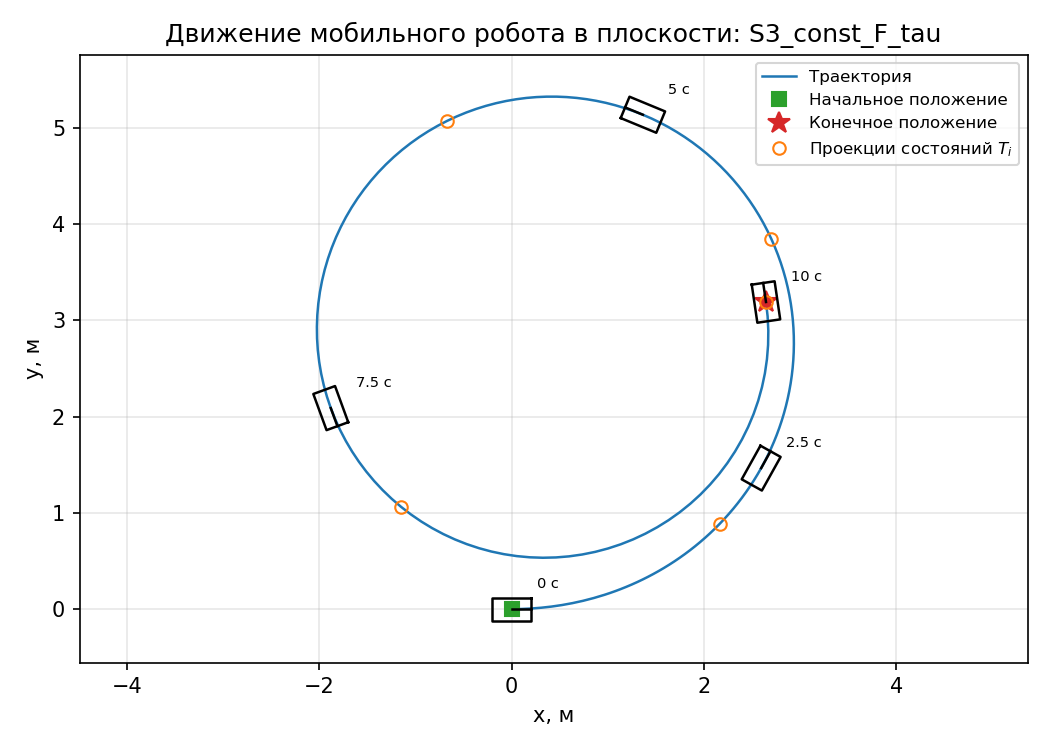 Движение мобильного робота в плоскости: S3_const_F_tau
Траектория
Начальное положение
Конечное положение
Проекции состояний Tᵢ
5 с
10 с
7.5 с
2.5 с
0 с
5
4
3
2
1
0
−4
−2
0
2
4
y, м
x, м